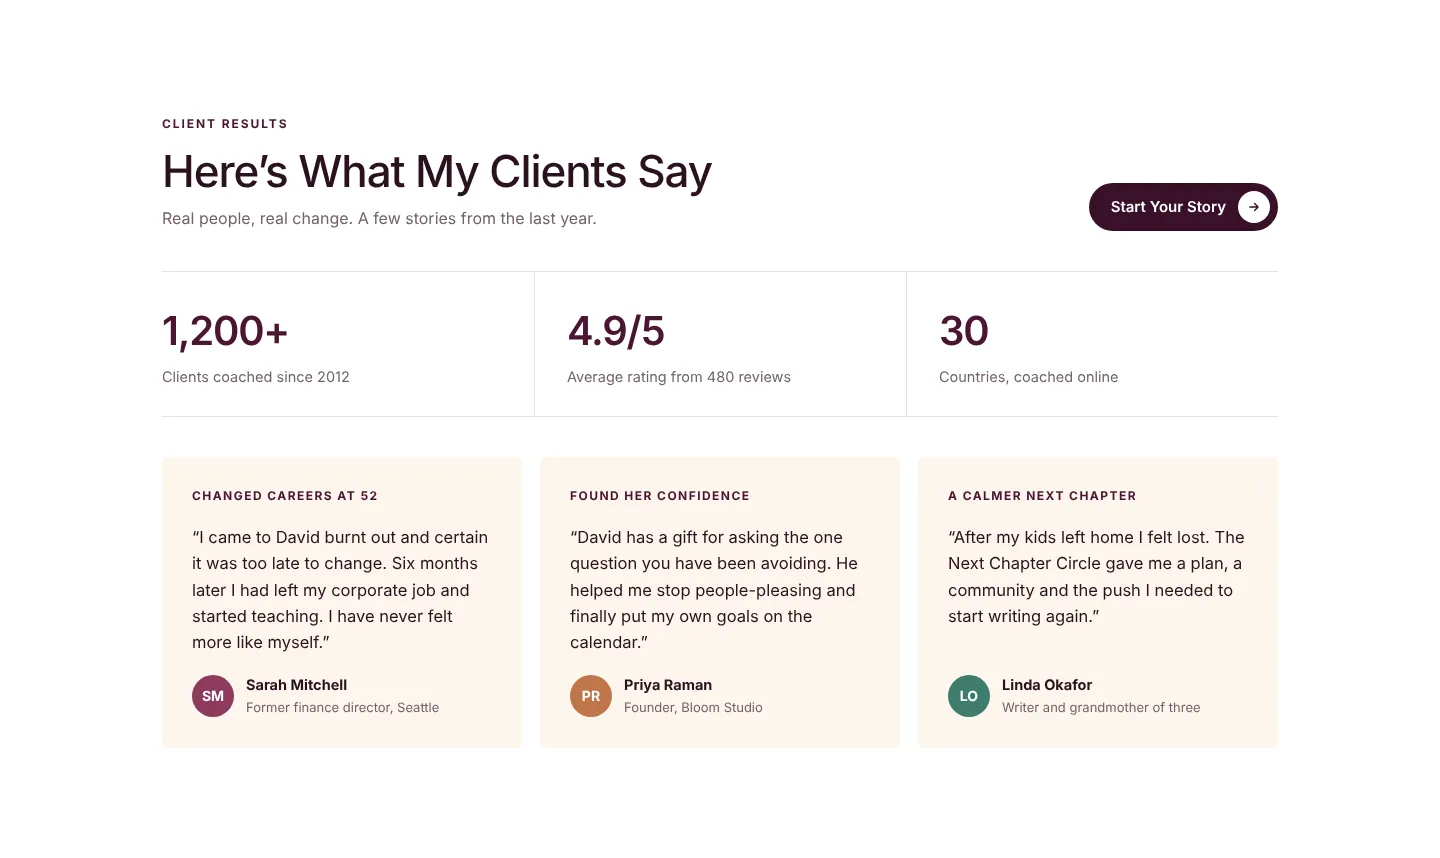 CLIENT RESULTS
Here’s What My Clients Say
Real people, real change. A few stories from the last year.
Start Your Story
1,200+
Clients coached since 2012
4.9/5
Average rating from 480 reviews
30
Countries, coached online
CHANGED CAREERS AT 52
“I came to David burnt out and certain
it was too late to change. Six months
later I had left my corporate job and
started teaching. I have never felt
more like myself.”
SM
Sarah Mitchell
Former finance director, Seattle
FOUND HER CONFIDENCE
“David has a gift for asking the one
question you have been avoiding. He
helped me stop people-pleasing and
finally put my own goals on the
calendar.”
PR
Priya Raman
Founder, Bloom Studio
A CALMER NEXT CHAPTER
“After my kids left home I felt lost. The
Next Chapter Circle gave me a plan, a
community and the push I needed to
start writing again.”
LO
Linda Okafor
Writer and grandmother of three